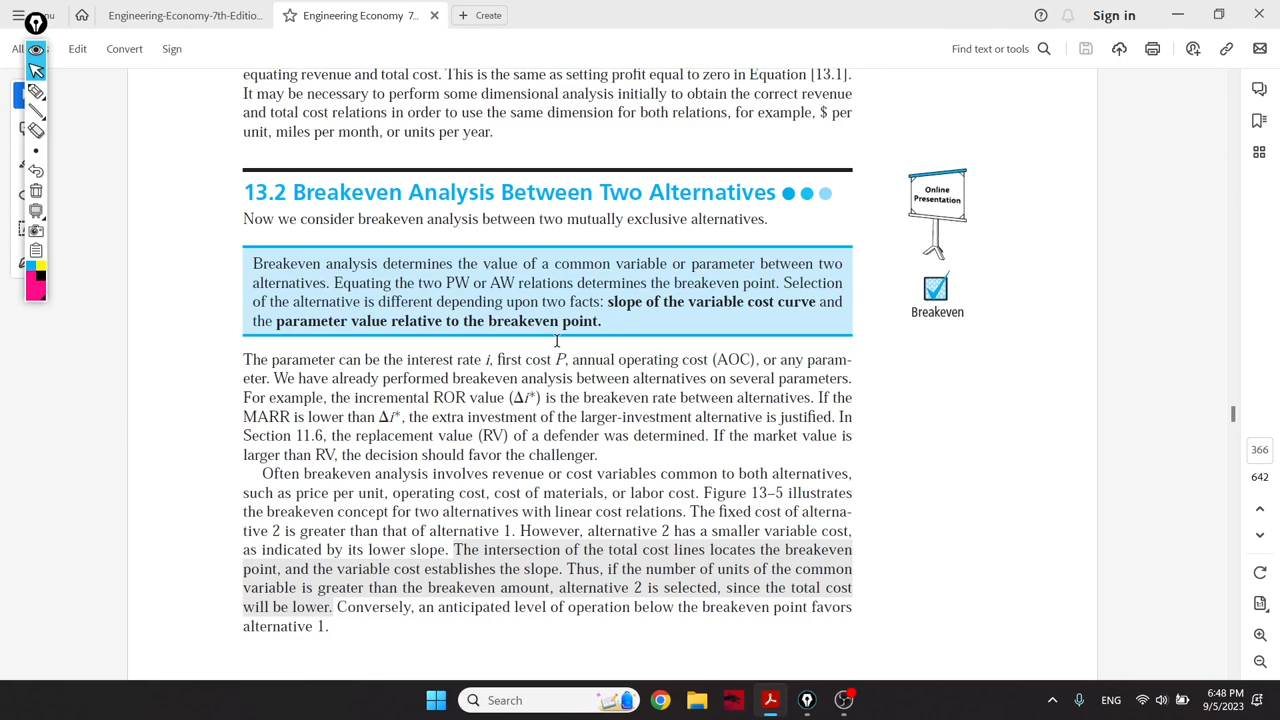 Engineering-Economy-7th-Editio...
Engineering Economy 7...
Create
Sign in
Edit
Convert
Sign
Find text or tools
equating revenue and total cost. This is the same as setting profit equal to zero in Equation [13.1].
It may be necessary to perform some dimensional analysis initially to obtain the correct revenue
and total cost relations in order to use the same dimension for both relations, for example, $ per
unit, miles per month, or units per year.
13.2 Breakeven Analysis Between Two Alternatives
Now we consider breakeven analysis between two mutually exclusive alternatives.
Breakeven analysis determines the value of a common variable or parameter between two
alternatives. Equating the two PW or AW relations determines the breakeven point. Selection
of the alternative is different depending upon two facts: slope of the variable cost curve and
the parameter value relative to the breakeven point.
Online
Presentation
Breakeven
The parameter can be the interest rate i, first cost P, annual operating cost (AOC), or any param-
eter. We have already performed breakeven analysis between alternatives on several parameters.
For example, the incremental ROR value (Δi*) is the breakeven rate between alternatives. If the
MARR is lower than Δi*, the extra investment of the larger-investment alternative is justified. In
Section 11.6, the replacement value (RV) of a defender was determined. If the market value is
larger than RV, the decision should favor the challenger.
Often breakeven analysis involves revenue or cost variables common to both alternatives,
such as price per unit, operating cost, cost of materials, or labor cost. Figure 13–5 illustrates
the breakeven concept for two alternatives with linear cost relations. The fixed cost of alterna-
tive 2 is greater than that of alternative 1. However, alternative 2 has a smaller variable cost,
as indicated by its lower slope. The intersection of the total cost lines locates the breakeven
point, and the variable cost establishes the slope. Thus, if the number of units of the common
variable is greater than the breakeven amount, alternative 2 is selected, since the total cost
will be lower. Conversely, an anticipated level of operation below the breakeven point favors
alternative 1.
366
642
Search
ENG
6:48 PM
9/5/2023